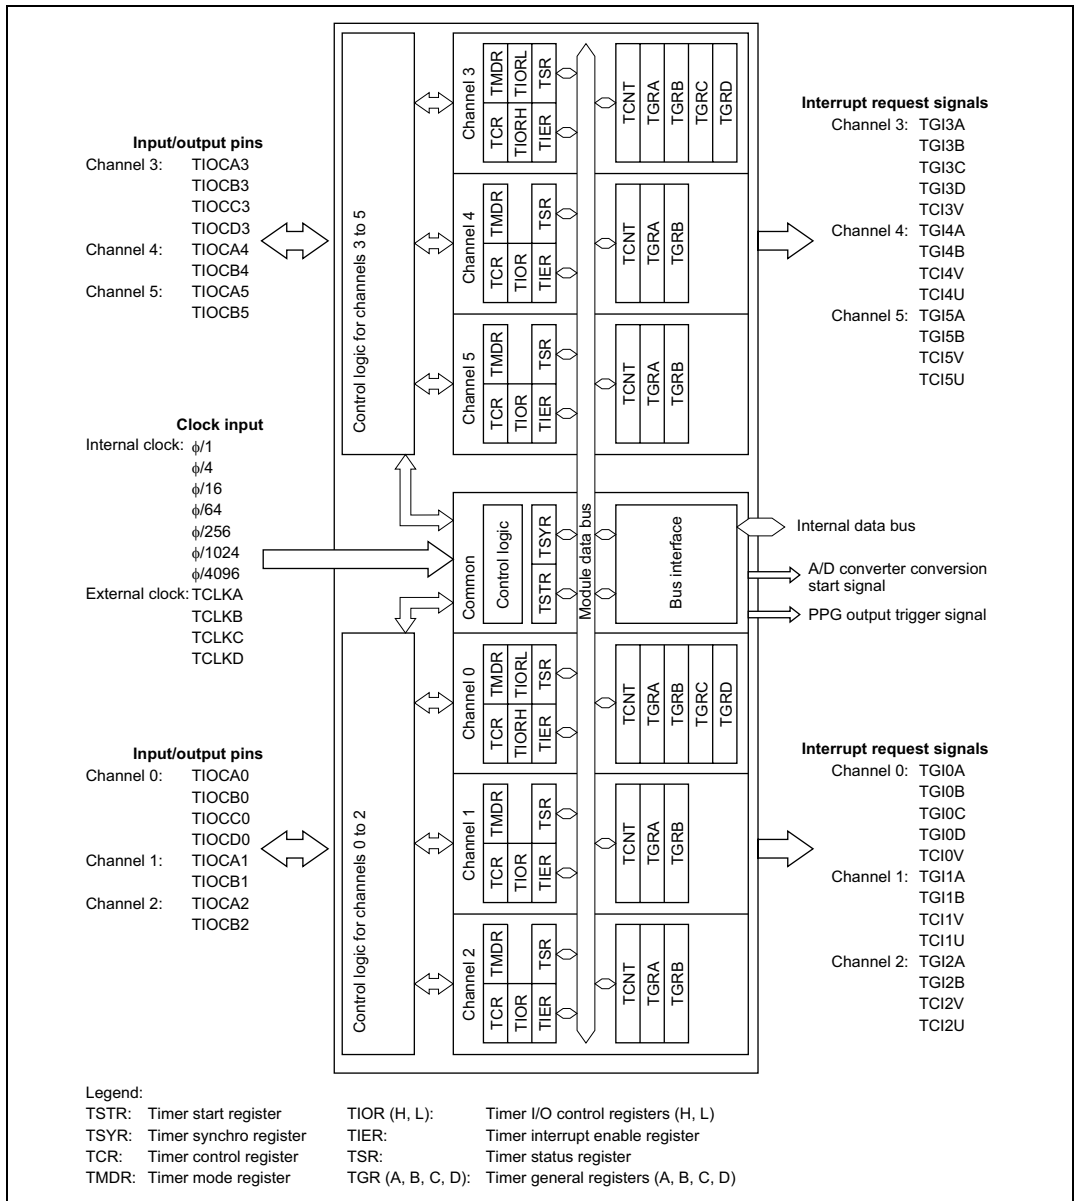 Input/output pins
Channel 3: TIOCA3
TIOCB3
TIOCC3
TIOCD3
Channel 4: TIOCA4
TIOCB4
Channel 5: TIOCA5
TIOCB5
Clock input
Internal clock: ϕ/1
ϕ/4
ϕ/16
ϕ/64
ϕ/256
ϕ/1024
ϕ/4096
External clock: TCLKA
TCLKB
TCLKC
TCLKD
Input/output pins
Channel 0: TIOCA0
TIOCB0
TIOCC0
TIOCD0
Channel 1: TIOCA1
TIOCB1
Channel 2: TIOCA2
TIOCB2
Control logic for channels 3 to 5
Control logic for channels 0 to 2
Channel 3
TCR TMDR
TIORH TIORL
TIER TSR
TCNT
TGRA
TGRB
TGRC
TGRD
Channel 4
TCR TMDR
TIOR
TIER TSR
TCNT
TGRA
TGRB
Channel 5
TCR TMDR
TIOR
TIER TSR
TCNT
TGRA
TGRB
Common
Control logic
TSTR TSYR
Module data bus
Bus interface
Channel 0
TCR TMDR
TIORH TIORL
TIER TSR
TCNT
TGRA
TGRB
TGRC
TGRD
Channel 1
TCR TMDR
TIOR
TIER TSR
TCNT
TGRA
TGRB
Channel 2
TCR TMDR
TIOR
TIER TSR
TCNT
TGRA
TGRB
Interrupt request signals
Channel 3: TGI3A
TGI3B
TGI3C
TGI3D
TCI3V
Channel 4: TGI4A
TGI4B
TCI4V
TCI4U
Channel 5: TGI5A
TGI5B
TCI5V
TCI5U
Internal data bus
A/D converter conversion
start signal
PPG output trigger signal
Interrupt request signals
Channel 0: TGI0A
TGI0B
TGI0C
TGI0D
TCI0V
Channel 1: TGI1A
TGI1B
TCI1V
TCI1U
Channel 2: TGI2A
TGI2B
TCI2V
TCI2U
Legend:
TSTR: Timer start register TIOR (H, L): Timer I/O control registers (H, L)
TSYR: Timer synchro register TIER: Timer interrupt enable register
TCR: Timer control register TSR: Timer status register
TMDR: Timer mode register TGR (A, B, C, D): Timer general registers (A, B, C, D)